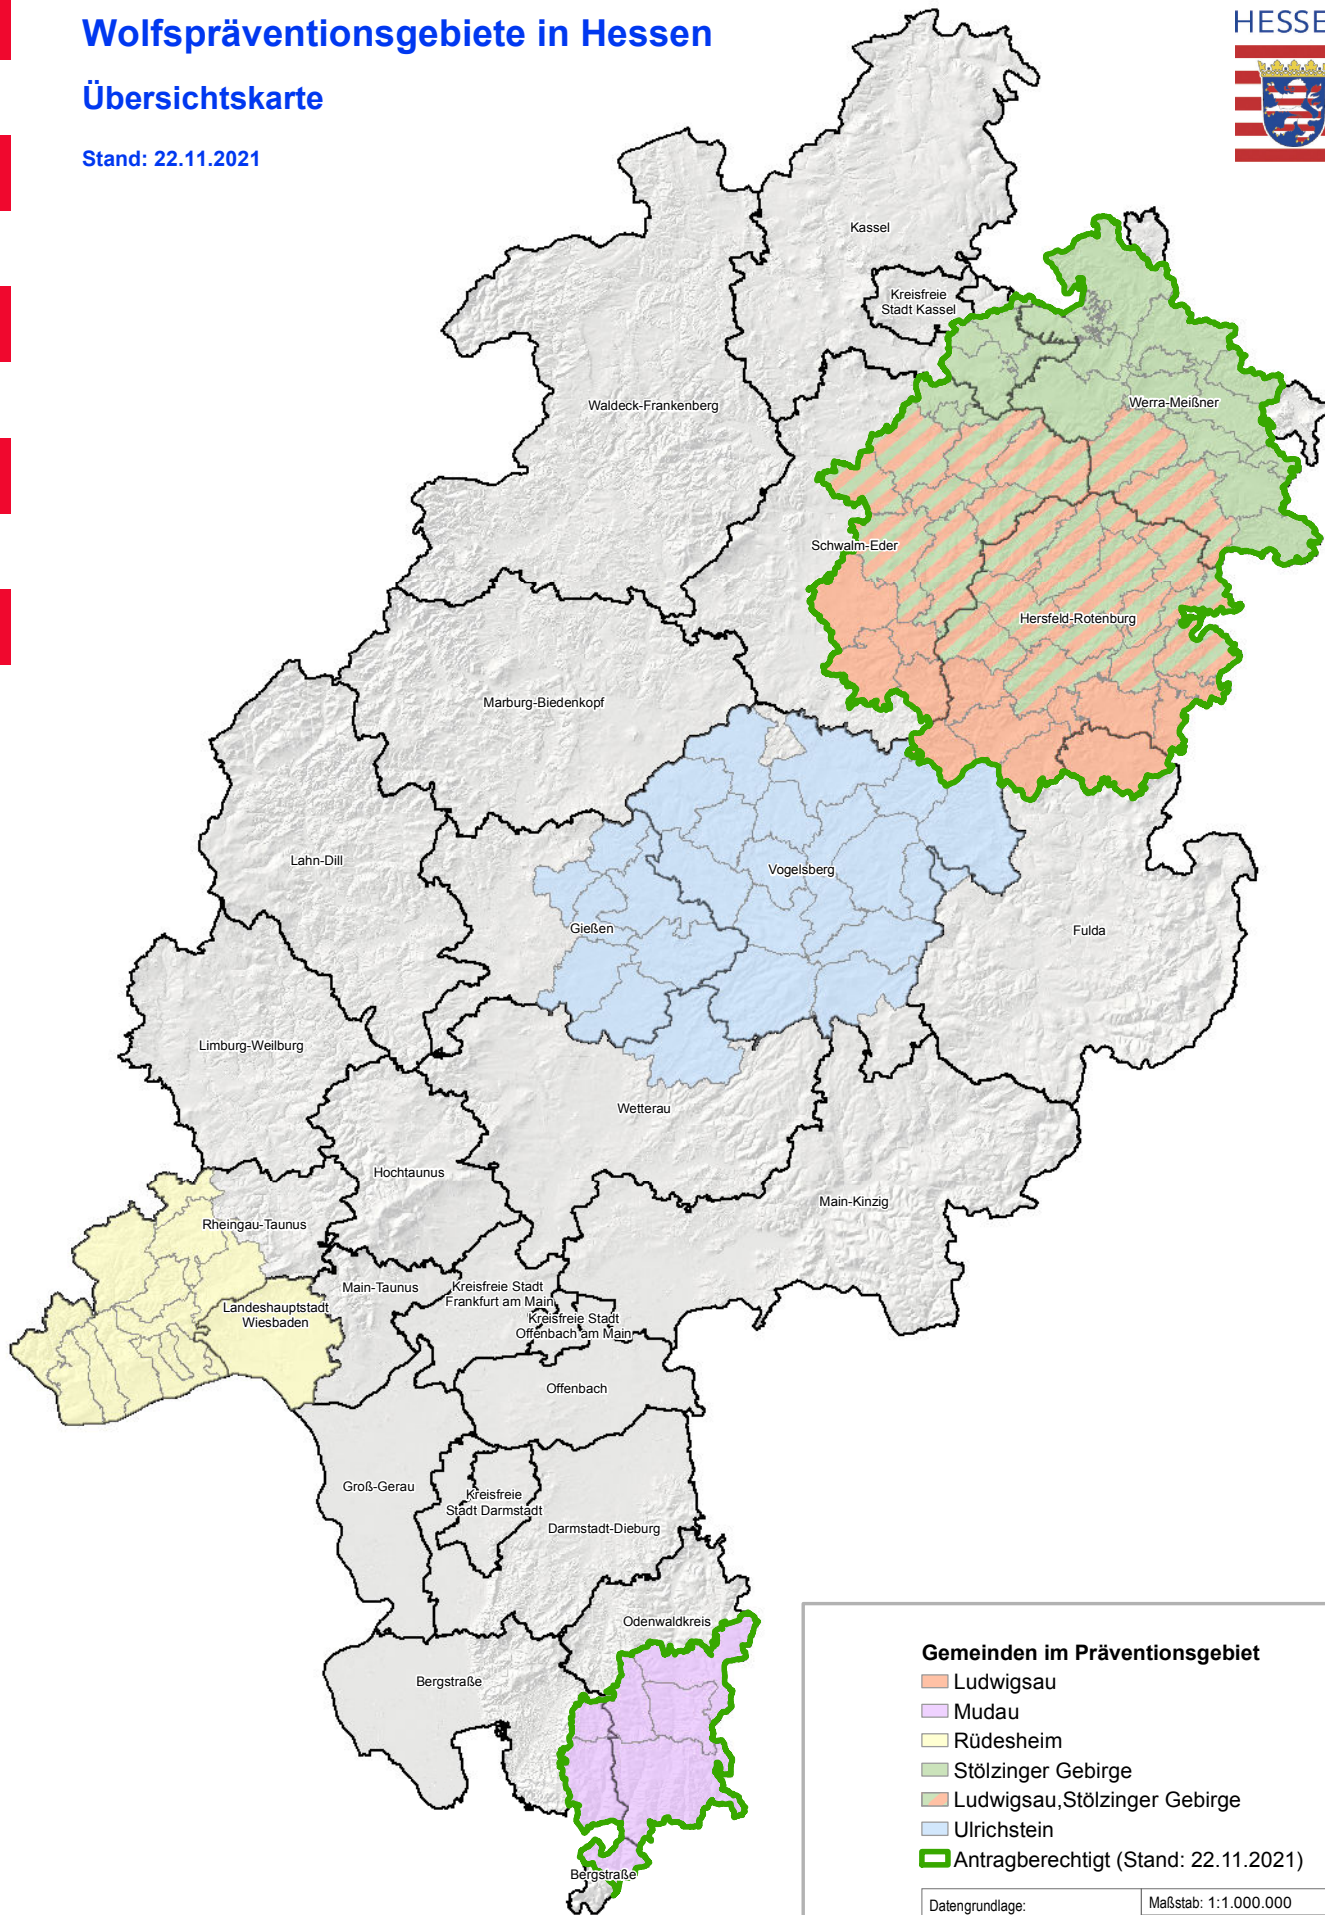 Wolfspräventionsgebiete in Hessen
Übersichtskarte
Stand: 22.11.2021
HESSE
Kassel
Kreisfreie
Stadt Kassel
Waldeck-Frankenberg
Werra-Meißner
Schwalm-Eder
Hersfeld-Rotenburg
Marburg-Biedenkopf
Lahn-Dill
Vogelsberg
Gießen
Fulda
Limburg-Weilburg
Wetterau
Hochtaunus
Main-Kinzig
Rheingau-Taunus
Main-Taunus
Kreisfreie Stadt
Frankfurt am Main
Landeshauptstadt
Wiesbaden
Kreisfreie Stadt
Offenbach am Main
Offenbach
Groß-Gerau
Kreisfreie
Stadt Darmstadt
Darmstadt-Dieburg
Odenwaldkreis
Bergstraße
Bergstraße
Gemeinden im Präventionsgebiet
Ludwigsau
Mudau
Rüdesheim
Stölzinger Gebirge
Ludwigsau,Stölzinger Gebirge
Ulrichstein
Antragberechtigt (Stand: 22.11.2021)
Datengrundlage:
Maßstab: 1:1.000.000